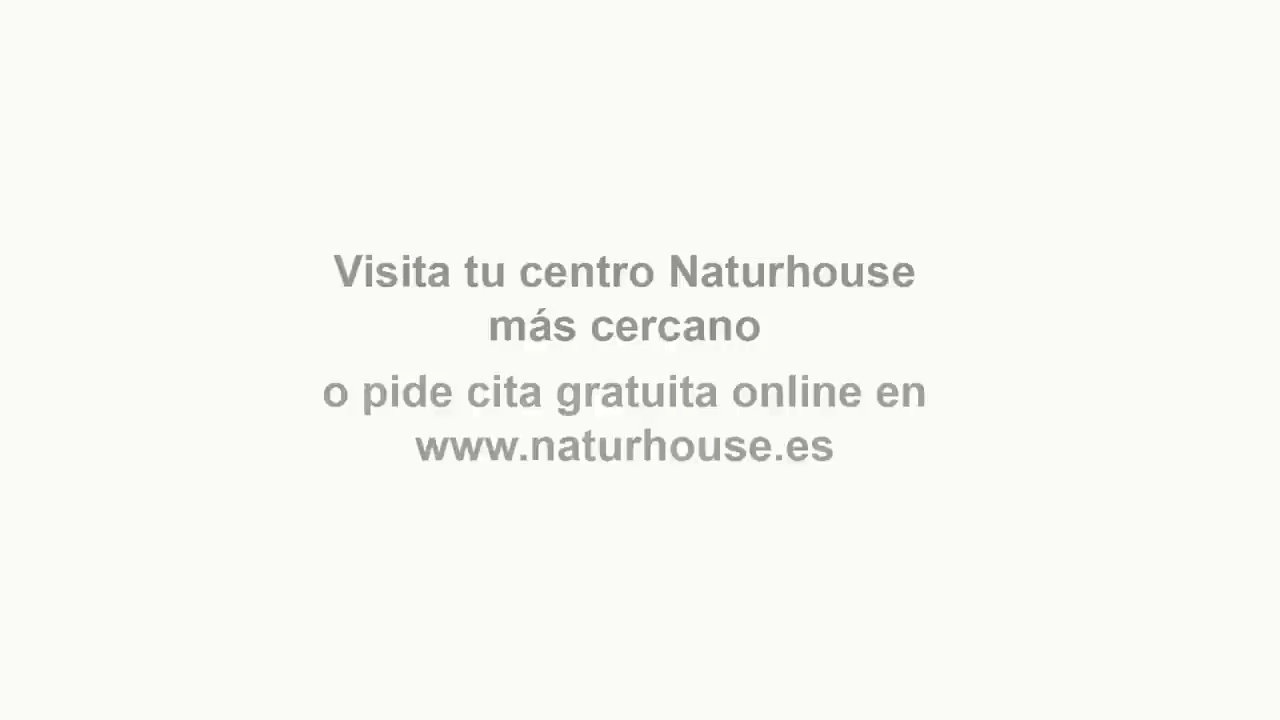 Visita tu centro Naturhouse
más cercano
o pide cita gratuita online en
www.naturhouse.es